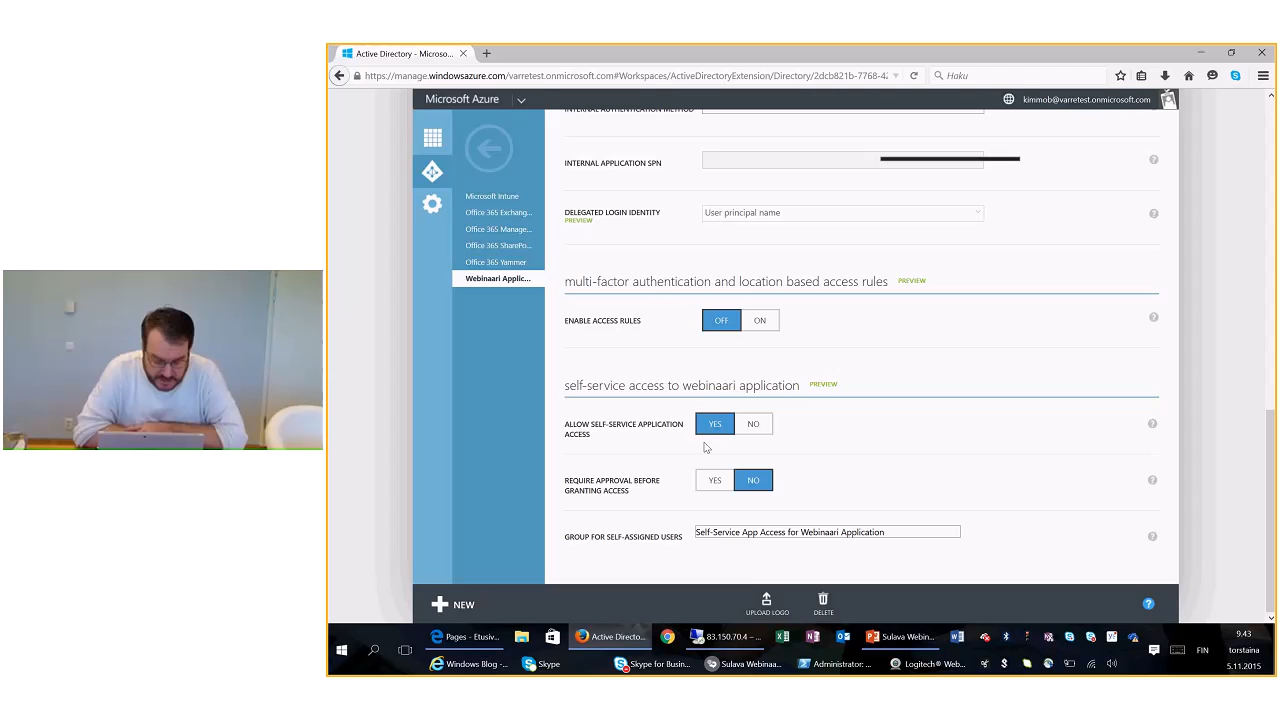 Active Directory - Microso...
https://manage.windowsazure.com/varretest.onmicrosoft.com#Workspaces/ActiveDirectoryExtension/Directory/2dcb821b-7768-42
Haku
Microsoft Azure
kimmob@varretest.onmicrosoft.com
INTERNAL AUTHENTICATION METHOD
INTERNAL APPLICATION SPN
DELEGATED LOGIN IDENTITY
PREVIEW
User principal name
Microsoft Intune
Office 365 Exchang...
Office 365 Manage...
Office 365 SharePo...
Office 365 Yammer
Webinaari Applic...
multi-factor authentication and location based access rules PREVIEW
ENABLE ACCESS RULES
OFF ON
self-service access to webinaari application PREVIEW
ALLOW SELF-SERVICE APPLICATION
ACCESS
YES NO
REQUIRE APPROVAL BEFORE
GRANTING ACCESS
YES NO
GROUP FOR SELF-ASSIGNED USERS
Self-Service App Access for Webinaari Application
NEW
UPLOAD LOGO
DELETE
Pages - Etusiv...
Active Directo...
83.150.70.4 – ...
Sulava Webin...
9.43
FIN
torstaina
5.11.2015
Windows Blog -...
Skype
Skype for Busin...
Sulava Webinaa...
Administrator: ...
Logitech® Web...